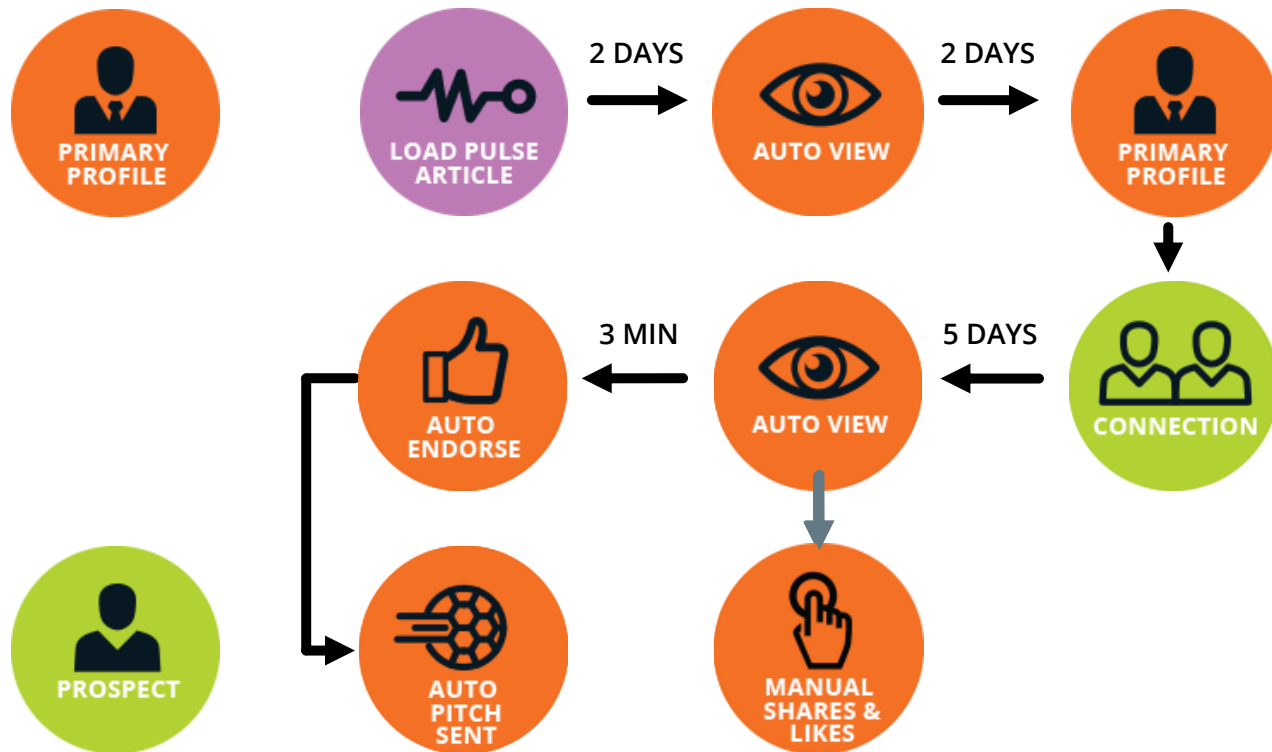 2 DAYS
2 DAYS
PRIMARY
PROFILE
LOAD PULSE
ARTICLE
AUTO VIEW
PRIMARY
PROFILE
3 MIN
5 DAYS
AUTO
ENDORSE
AUTO VIEW
CONNECTION
PROSPECT
AUTO
PITCH
SENT
MANUAL
SHARES &
LIKES